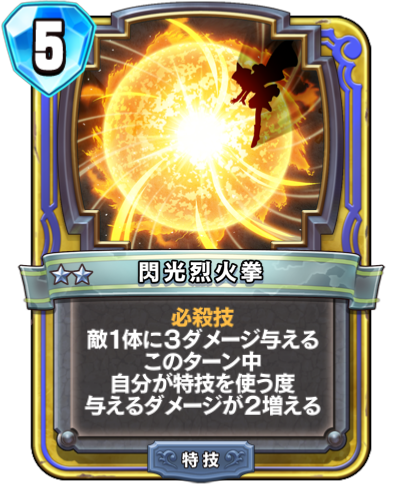 5
閃光烈火拳
必殺技
敵1体に3ダメージ与える
このターン中
自分が特技を使う度
与えるダメージが2増える
特技